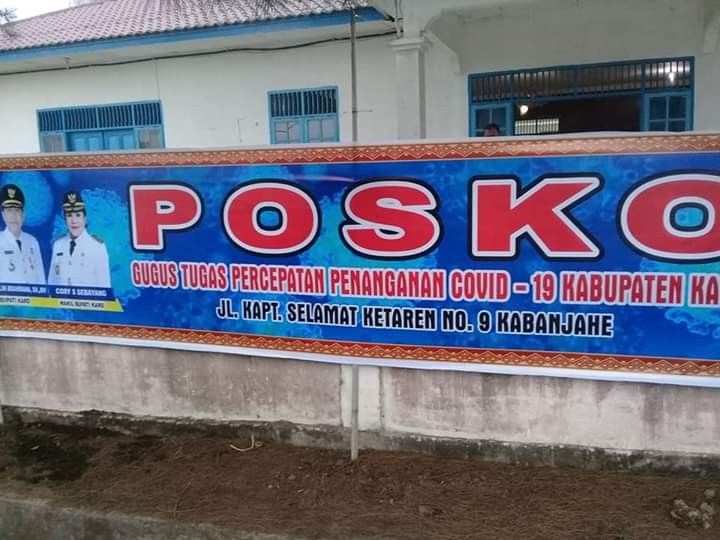 POSKO
GUGUS TUGAS PERCEPATAN PENANGANAN COVID - 19 KABUPATEN KA
JL. KAPT. SELAMAT KETAREN NO. 9 KABANJAHE
BUPATI KARO
CORY S SEBAYANG
WAKIL BUPATI KARO